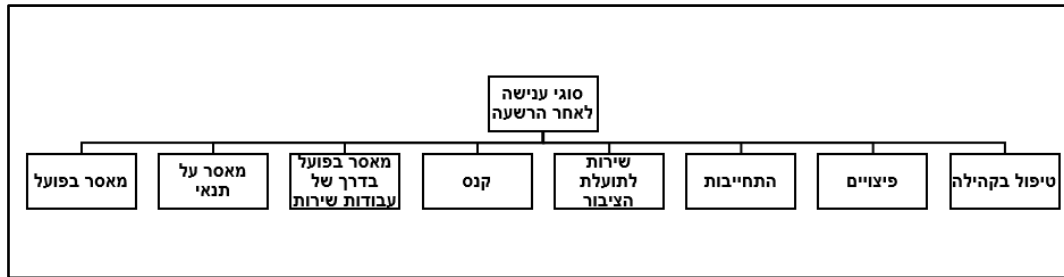 סוגי ענישה
לאחר הרשעה
טיפול בקהילה
פיצויים
התחייבות
שירות
לתועלת
הציבור
קנס
מאסר בפועל
בדרך של
עבודות שירות
מאסר על
תנאי
מאסר בפועל